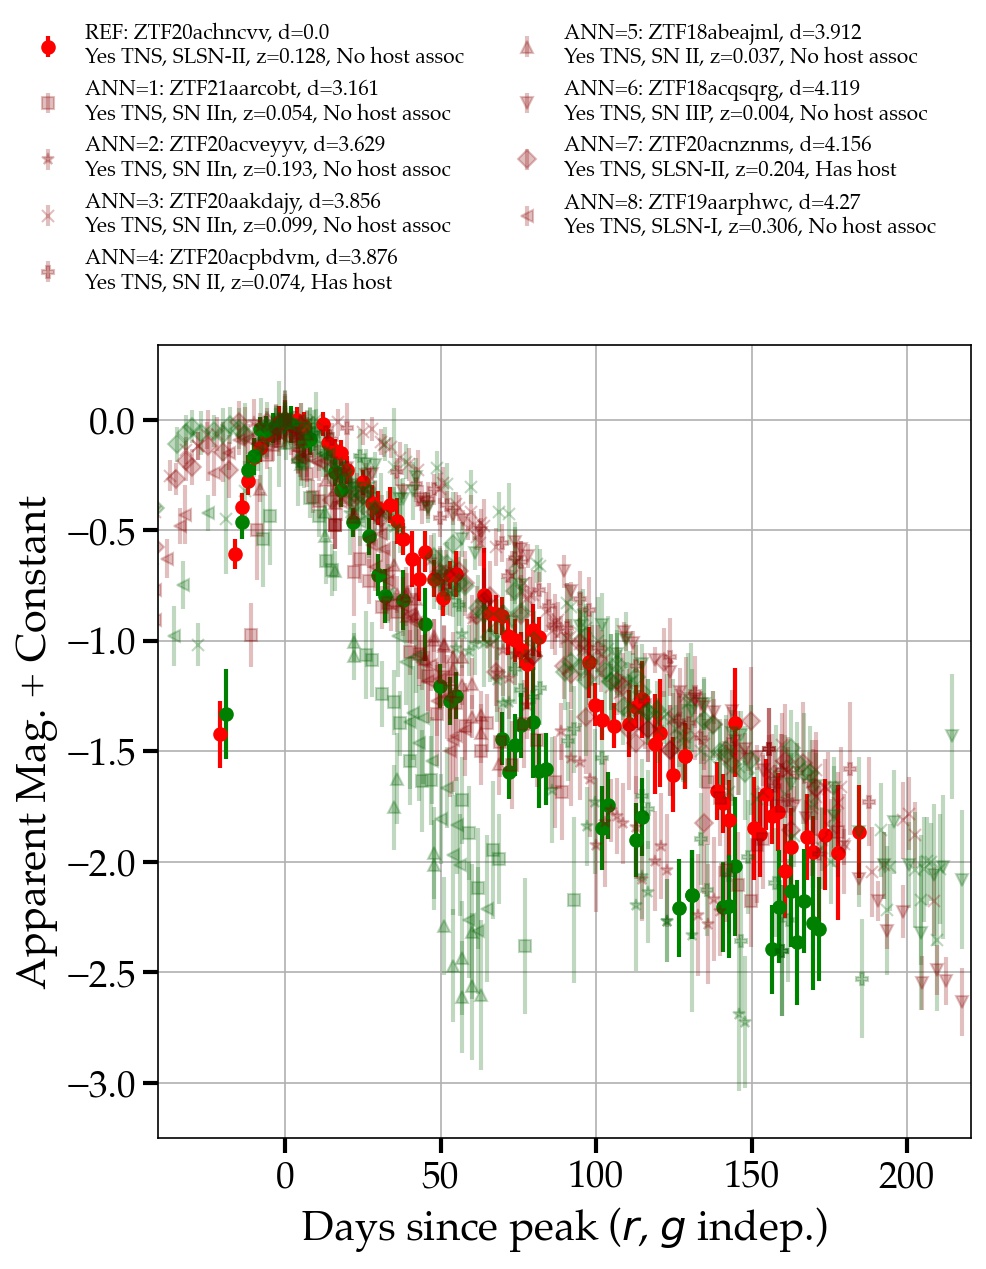 REF: ZTF20achncvv, d=0.0
Yes TNS, SLSN-II, z=0.128, No host assoc
ANN=1: ZTF21aarcobt, d=3.161
Yes TNS, SN IIn, z=0.054, No host assoc
ANN=2: ZTF20acveyyv, d=3.629
Yes TNS, SN IIn, z=0.193, No host assoc
ANN=3: ZTF20aakdajy, d=3.856
Yes TNS, SN IIn, z=0.099, No host assoc
ANN=4: ZTF20acpbdvm, d=3.876
Yes TNS, SN II, z=0.074, Has host
ANN=5: ZTF18abeajml, d=3.912
Yes TNS, SN II, z=0.037, No host assoc
ANN=6: ZTF18acqsqrg, d=4.119
Yes TNS, SN IIP, z=0.004, No host assoc
ANN=7: ZTF20acnznms, d=4.156
Yes TNS, SLSN-II, z=0.204, Has host
ANN=8: ZTF19aarphwc, d=4.27
Yes TNS, SLSN-I, z=0.306, No host assoc
Apparent Mag. + Constant
0.0
−0.5
−1.0
−1.5
−2.0
−2.5
−3.0
0 50 100 150 200
Days since peak (r, g indep.)